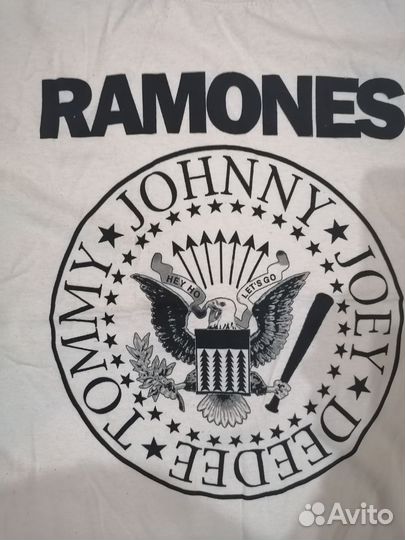 RAMONES
JOHNNY
JOEY
DEEDEE
TOMMY
HEY HO
LET'S GO
Avito